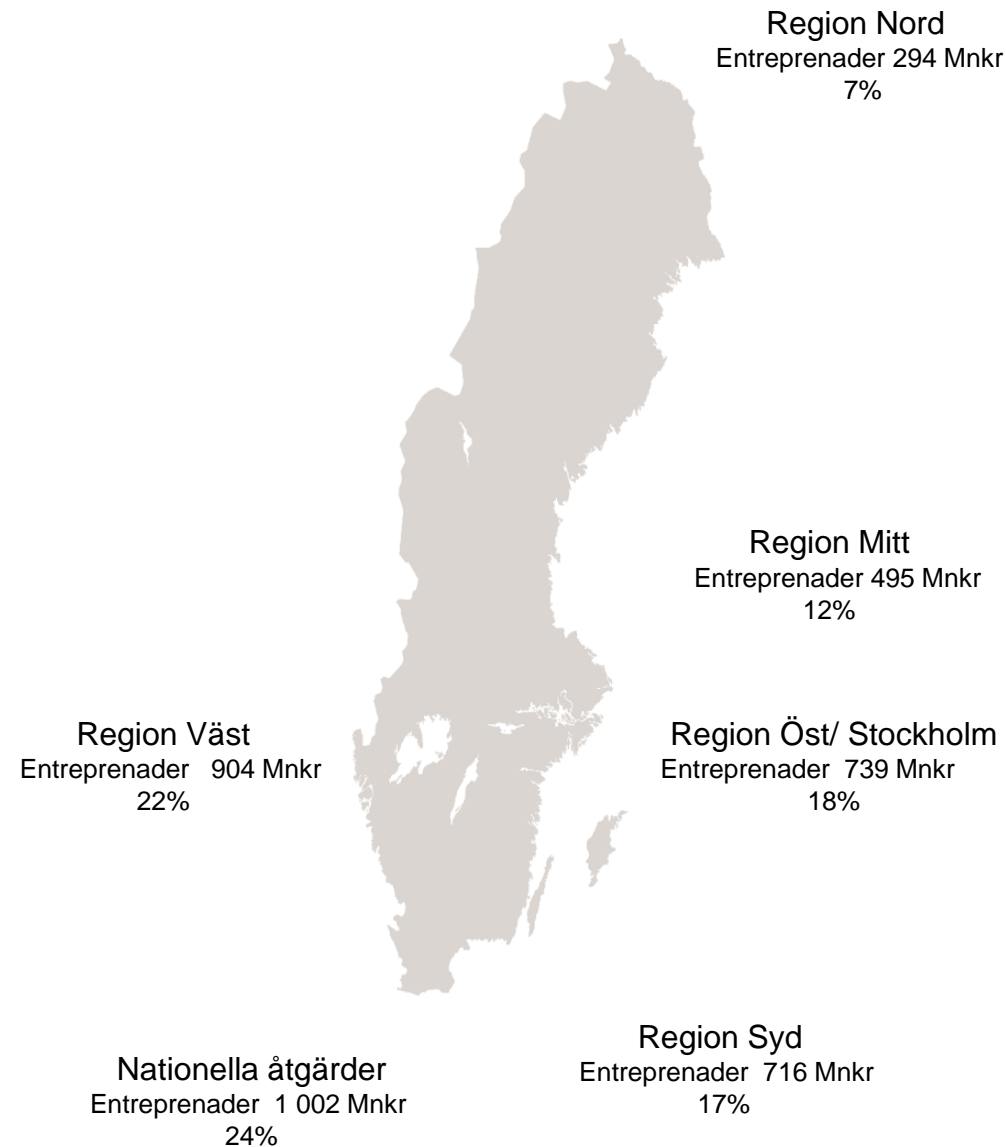 Region Nord
Entreprenader 294 Mnkr
7%
Region Mitt
Entreprenader 495 Mnkr
12%
Region Väst
Entreprenader 904 Mnkr
22%
Region Öst/ Stockholm
Entreprenader 739 Mnkr
18%
Region Syd
Entreprenader 716 Mnkr
17%
Nationella åtgärder
Entreprenader 1 002 Mnkr
24%